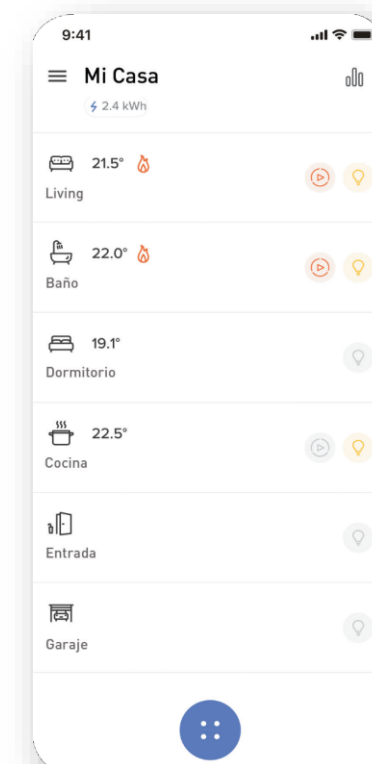 9:41
Mi Casa
2.4 kWh
21.5°
Living
22.0°
Baño
19.1°
Dormitorio
22.5°
Cocina
Entrada
Garaje